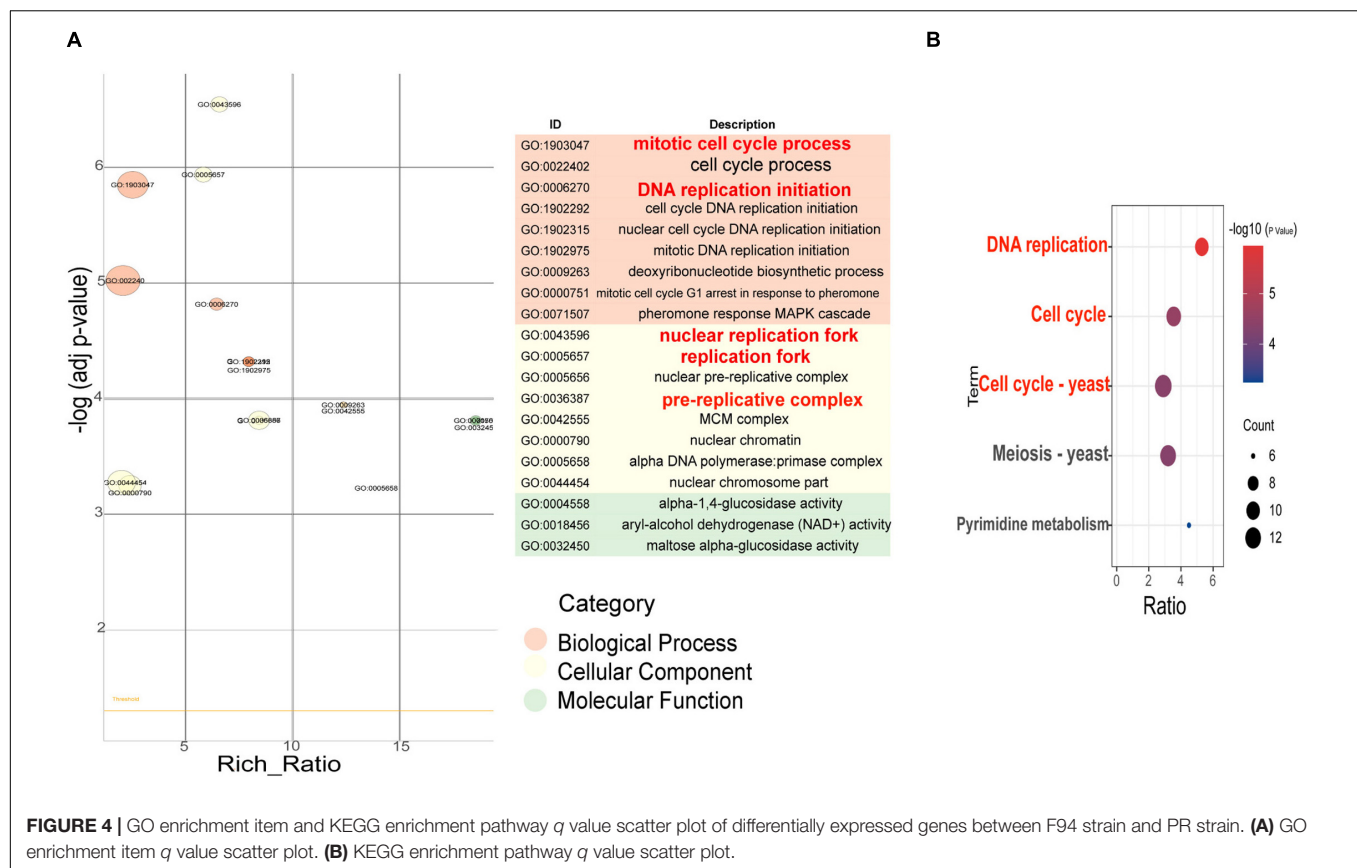 A
-log (adj p-value)
6
5
4
3
2
GO:0043596
GO:0005657
GO:1903047
GO:002240
GO:0006270
GO:1902975
GO:0009263
GO:0042555
GO:003245
GO:0044454
GO:0000790
GO:0005658
Threshold
5
10
15
Rich_Ratio
ID Description
GO:1903047 mitotic cell cycle process
GO:0022402 cell cycle process
GO:0006270 DNA replication initiation
GO:1902292 cell cycle DNA replication initiation
GO:1902315 nuclear cell cycle DNA replication initiation
GO:1902975 mitotic DNA replication initiation
GO:0009263 deoxyribonucleotide biosynthetic process
GO:0000751 mitotic cell cycle G1 arrest in response to pheromone
GO:0071507 pheromone response MAPK cascade
GO:0043596 nuclear replication fork
GO:0005657 replication fork
GO:0005656 nuclear pre-replicative complex
GO:0036387 pre-replicative complex
GO:0042555 MCM complex
GO:0000790 nuclear chromatin
GO:0005658 alpha DNA polymerase:primase complex
GO:0044454 nuclear chromosome part
GO:0004558 alpha-1,4-glucosidase activity
GO:0018456 aryl-alcohol dehydrogenase (NAD+) activity
GO:0032450 maltose alpha-glucosidase activity
Category
Biological Process
Cellular Component
Molecular Function
B
Term
DNA replication
Cell cycle
Cell cycle - yeast
Meiosis - yeast
Pyrimidine metabolism
0 2 4 6
Ratio
-log10 (P Value)
5
4
Count
6
8
10
12
FIGURE 4 | GO enrichment item and KEGG enrichment pathway q value scatter plot of differentially expressed genes between F94 strain and PR strain. (A) GO
enrichment item q value scatter plot. (B) KEGG enrichment pathway q value scatter plot.